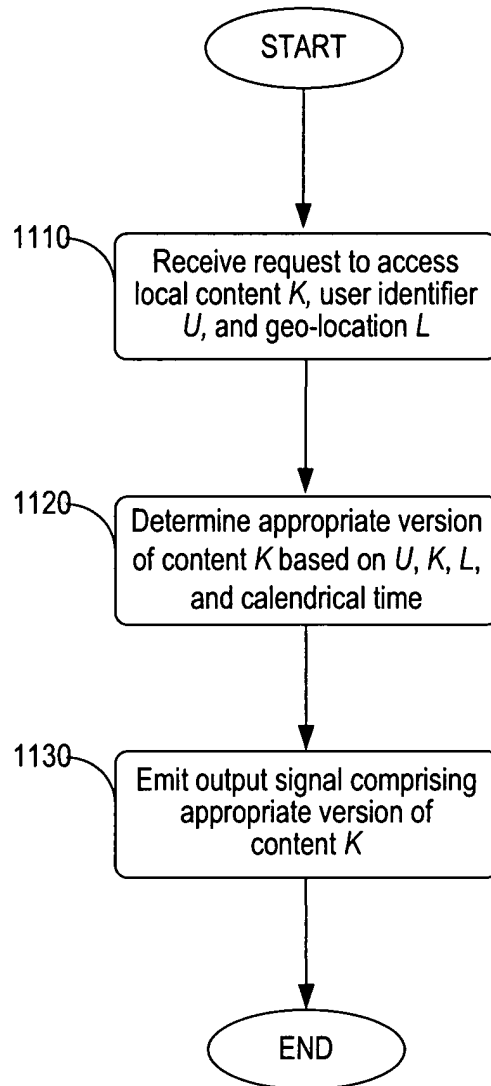 START
1110
Receive request to access
local content K, user identifier
U, and geo-location L
1120
Determine appropriate version
of content K based on U, K, L,
and calendrical time
1130
Emit output signal comprising
appropriate version of
content K
END